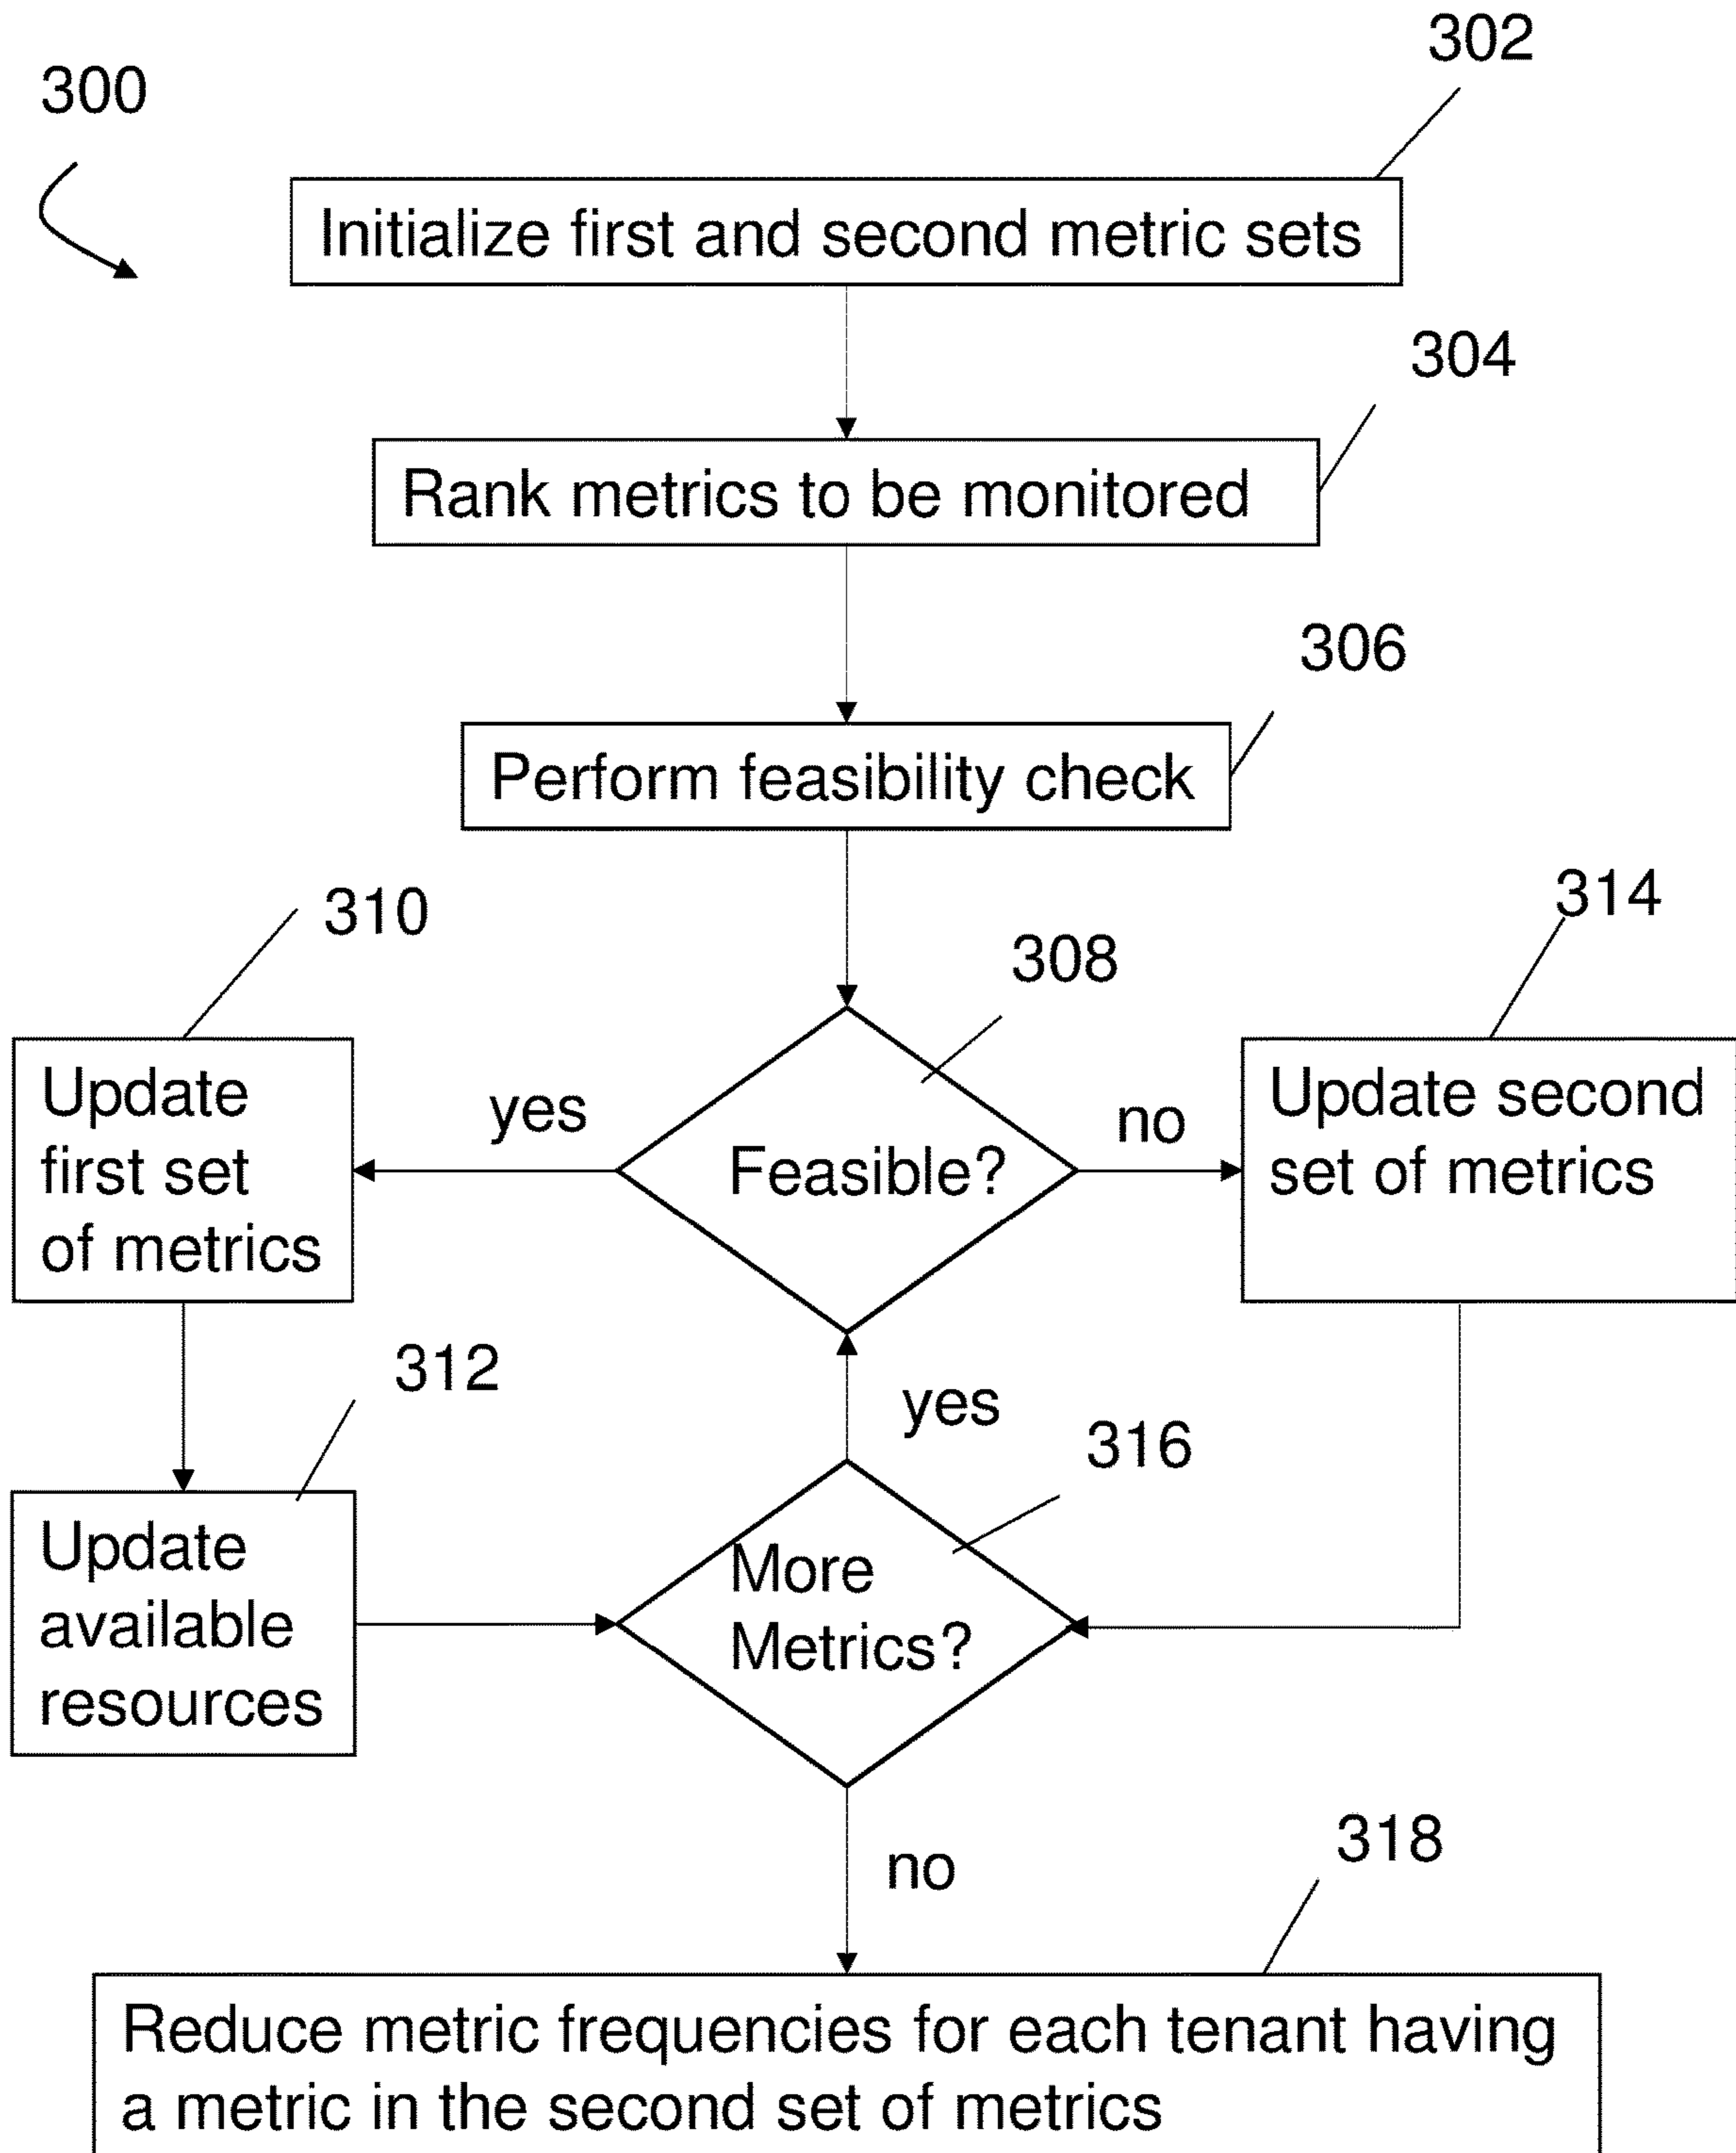 302
300
Initialize first and second metric sets
304
Rank metrics to be monitored
306
Perform feasibility check
310
314
308
Update
first set
of metrics
yes
Feasible?
no
Update second
set of metrics
312
yes
316
Update
available
resources
More
Metrics?
no
318
Reduce metric frequencies for each tenant having
a metric in the second set of metrics